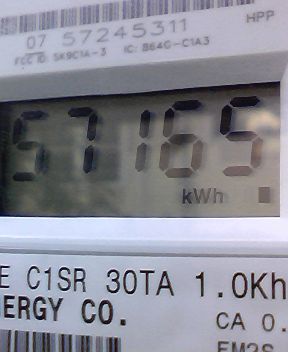 HPP
07 57245311
FCC ID: SK9C1A-3 IC: 864G-C1A3
57165
kWh
E C1SR 30TA 1.0Kh
ERGY CO.
CA 0.
EM2S